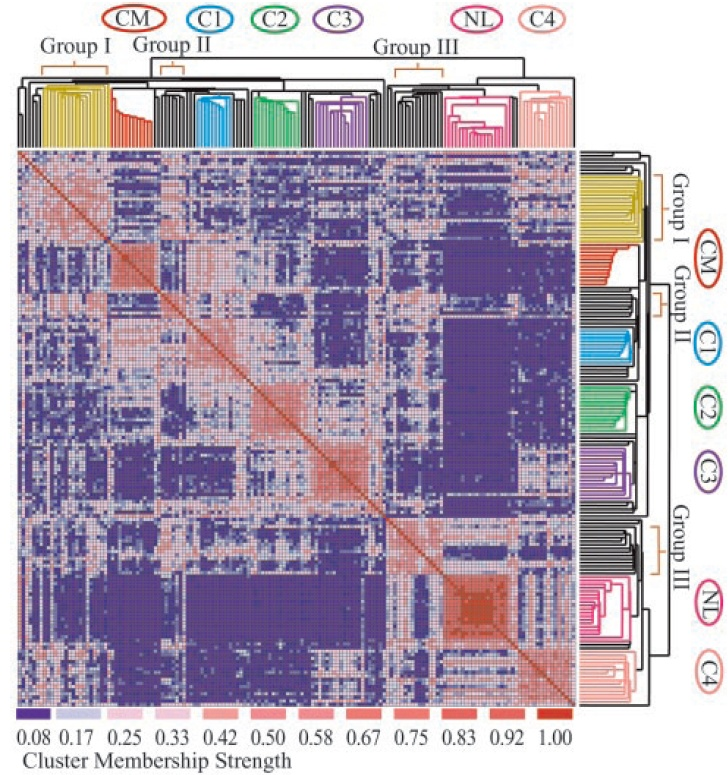 CM C1 C2 C3 NL C4
Group I Group II Group III
Group I
CM
Group II
C1
C2
C3
Group III
NL
C4
0.08 0.17 0.25 0.33 0.42 0.50 0.58 0.67 0.75 0.83 0.92 1.00
Cluster Membership Strength